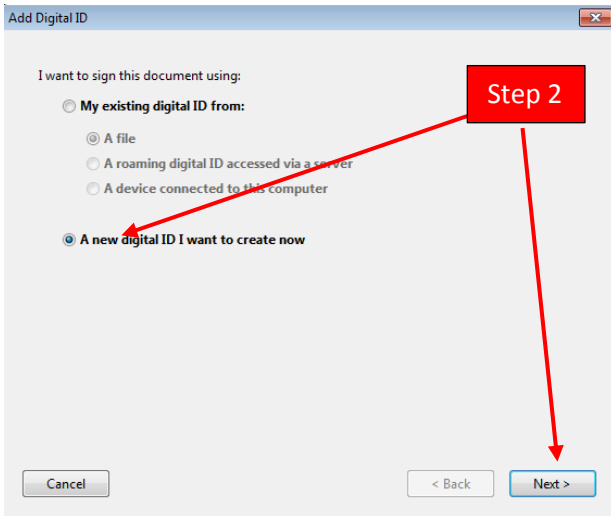 Add Digital ID
I want to sign this document using:
Step 2
My existing digital ID from:
A file
A roaming digital ID accessed via a server
A device connected to this computer
A new digital ID I want to create now
Cancel
< Back
Next >